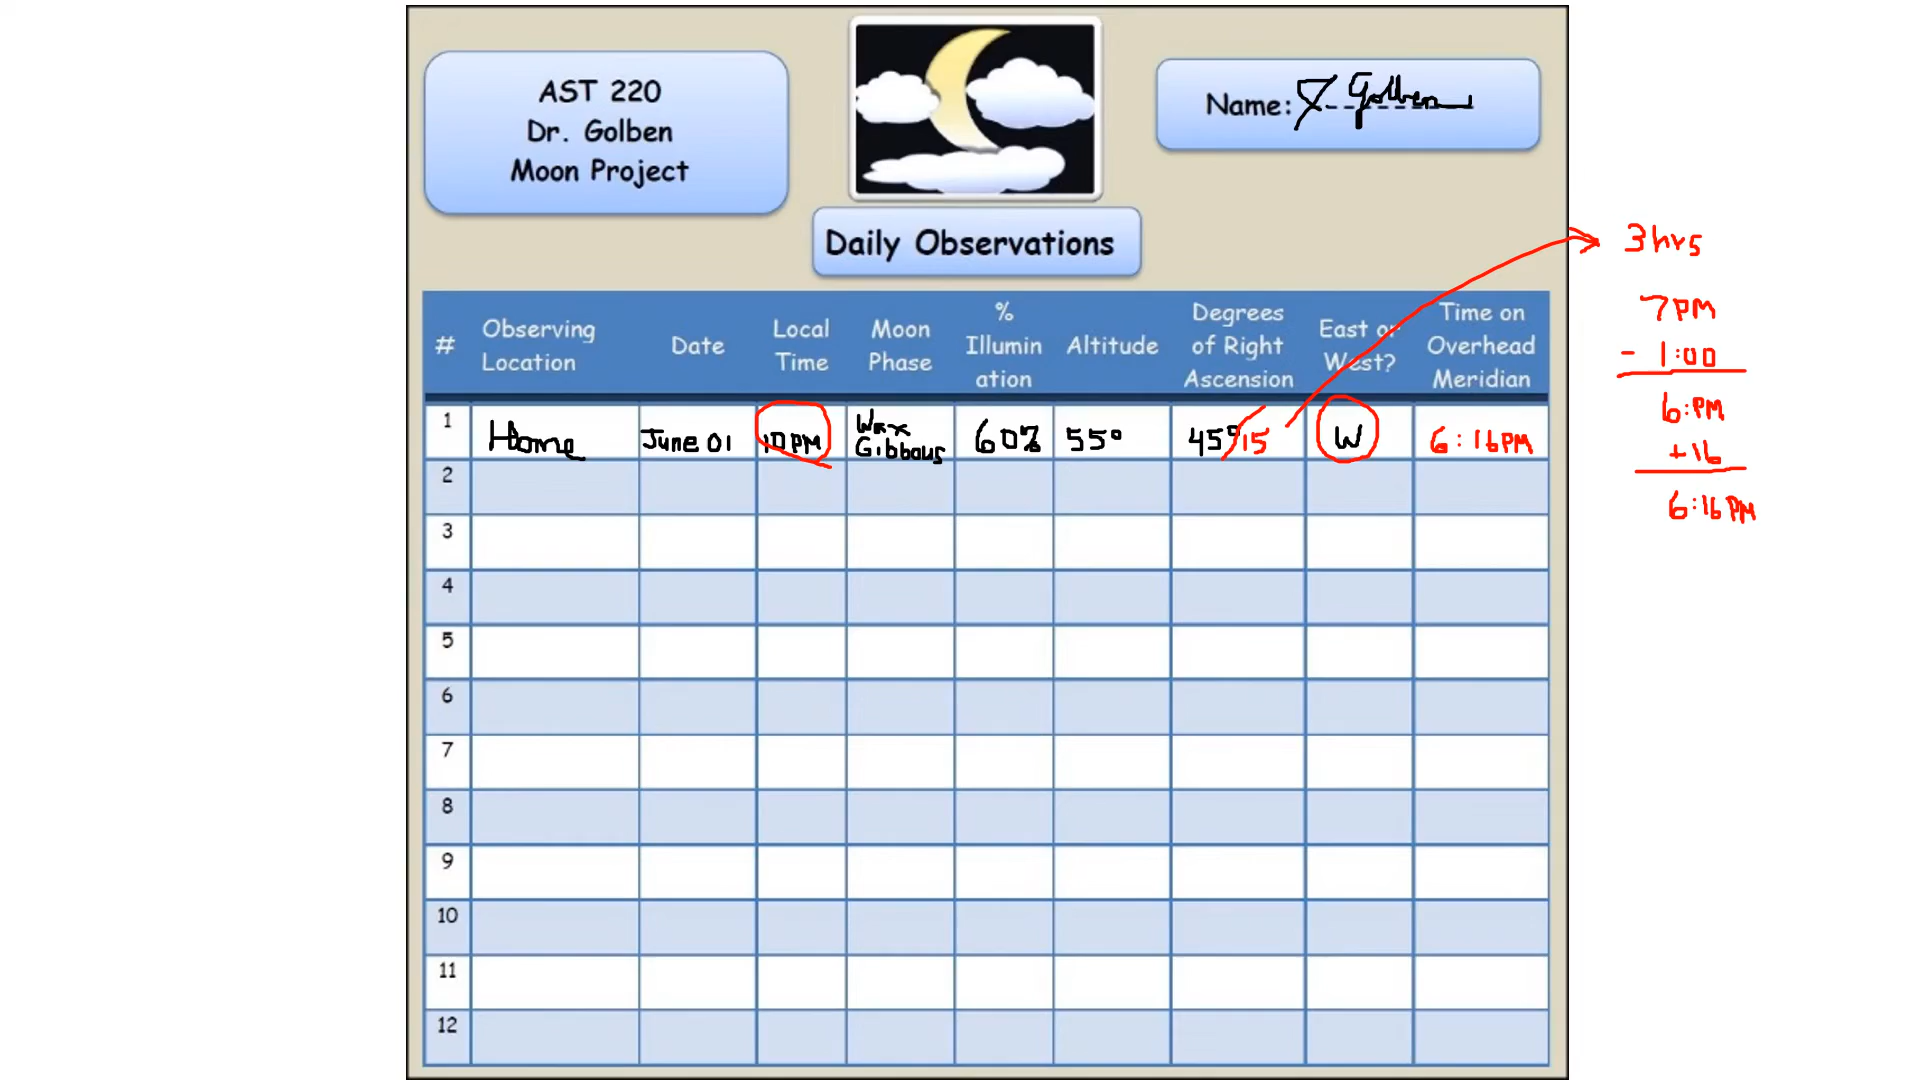 AST 220
Dr. Golben
Moon Project
Name: J Golben
Daily Observations
# Observing Location Date Local Time Moon Phase % Illumin ation Altitude Degrees of Right Ascension East or West? Time on Overhead Meridian
1 Home June 01 10PM Wax Gibbous 60% 55° 45°/15 W 6:16PM
2
3
4
5
6
7
8
9
10
11
12
3hrs
7PM
- 1:00
6:PM
+16
6:16PM